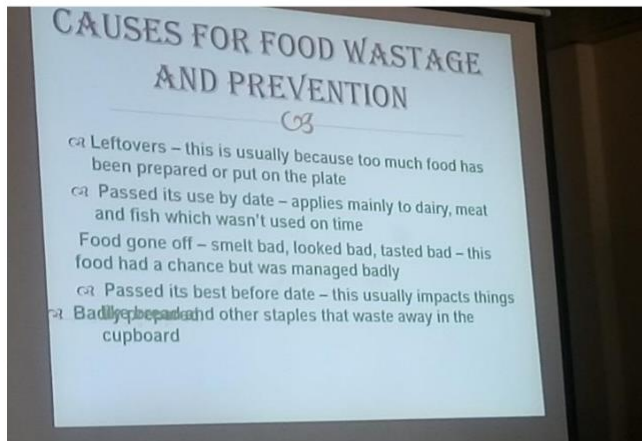 CAUSES FOR FOOD WASTAGE
AND PREVENTION
Leftovers – this is usually because too much food has
been prepared or put on the plate
Passed its use by date – applies mainly to dairy, meat
and fish which wasn't used on time
Food gone off – smelt bad, looked bad, tasted bad – this
food had a chance but was managed badly
Passed its best before date – this usually impacts things
and other staples that waste away in the
cupboard